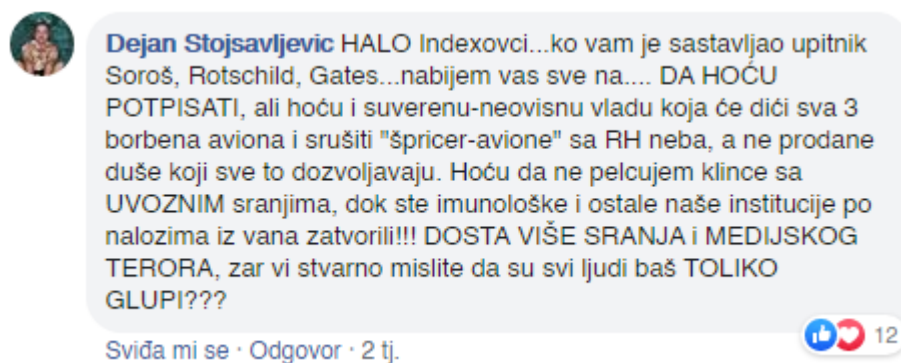 Dejan Stojsavljevic HALO Indexovci...ko vam je sastavljao upitnik
Soroš, Rotschild, Gates...nabijem vas sve na.... DA HOĆU
POTPISATI, ali hoću i suverenu-neovisnu vladu koja će dići sva 3
borbena aviona i srušiti "špricer-avione" sa RH neba, a ne prodane
duše koji sve to dozvoljavaju. Hoću da ne pelcujem klince sa
UVOZNIM sranjima, dok ste imunološke i ostale naše institucije po
nalozima iz vana zatvorili!!! DOSTA VIŠE SRANJA i MEDIJSKOG
TERORA, zar vi stvarno mislite da su svi ljudi baš TOLIKO
GLUPI???
12
Sviđa mi se · Odgovor · 2 tj.